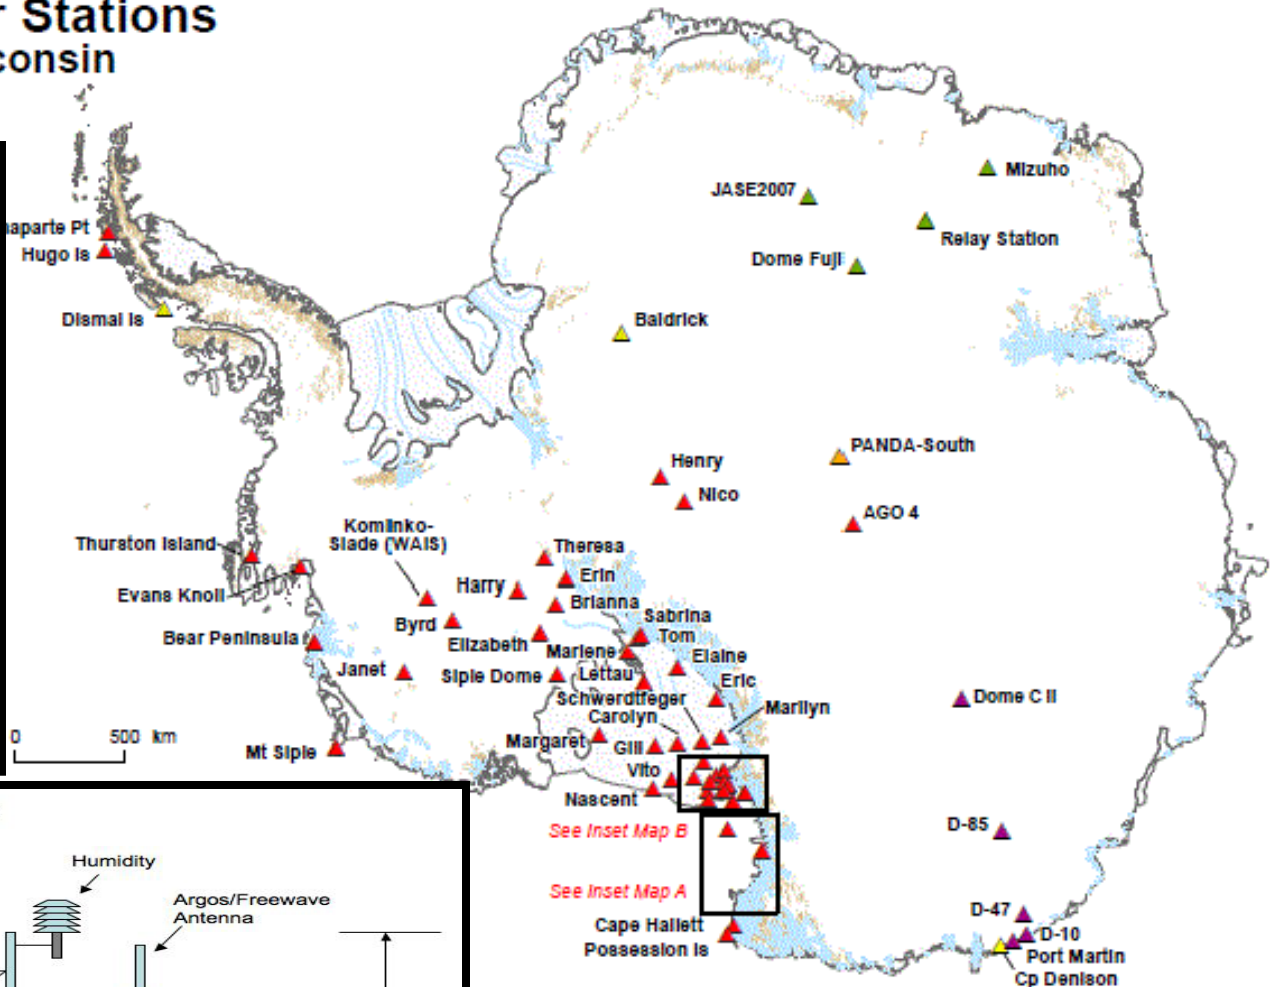 r Stations
consin
Mizuho
JASE2007
Relay Station
Dome Fuji
naparte Pt
Hugo Is
Dismal Is
Baldrick
PANDA-South
Henry
Nico
AGO 4
Kominko-
Slade (WAIS)
Thurston Island
Theresa
Erin
Harry
Evans Knoll
Brianna
Sabrina
Byrd
Tom
Bear Peninsula
Elizabeth
Marlene
Elaine
Janet
Siple Dome
Lettau
Eric
Schwerdtfeger
Dome C II
Marilyn
Carolyn
0 500 km
Margaret
Gill
Mt Siple
Vito
Nascent
See Inset Map B
D-85
Humidity
See Inset Map A
Argos/Freewave
Antenna
D-47
Cape Hallett
D-10
Possession Is
Port Martin
Cp Denison